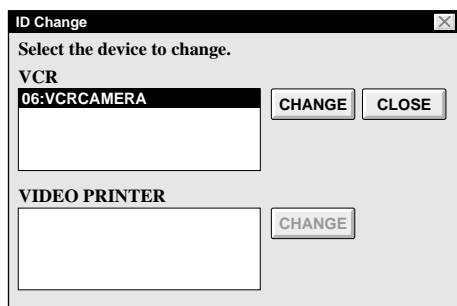 ID Change
Select the device to change.
VCR
06:VCRCAMERA
CHANGE CLOSE
VIDEO PRINTER
CHANGE